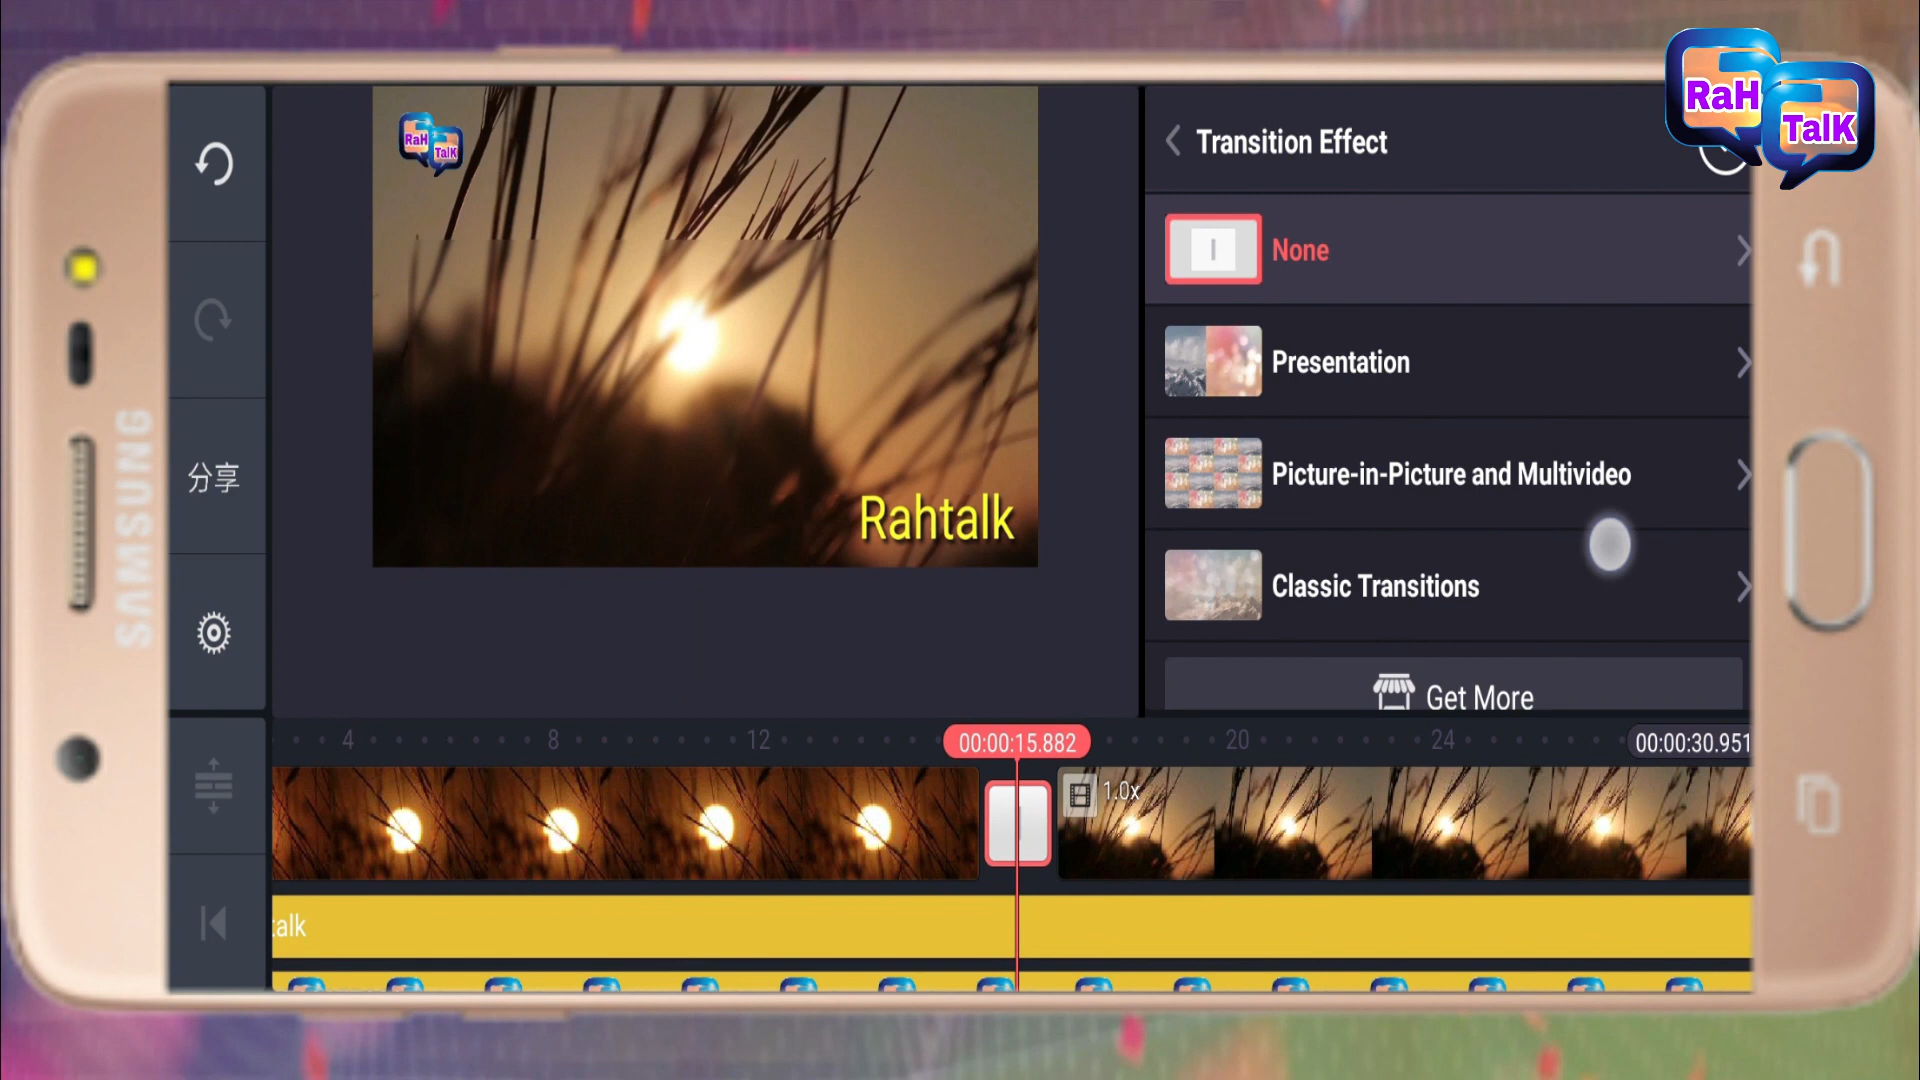 RaH
TalK
RaH
TalK
Transition Effect
None
Presentation
分享
Picture-in-Picture and Multivideo
Rahtalk
Classic Transitions
Get More
SAMSUNG
4
8
12
00:00:15.882
20
24
00:00:30.951
1.0x
talk